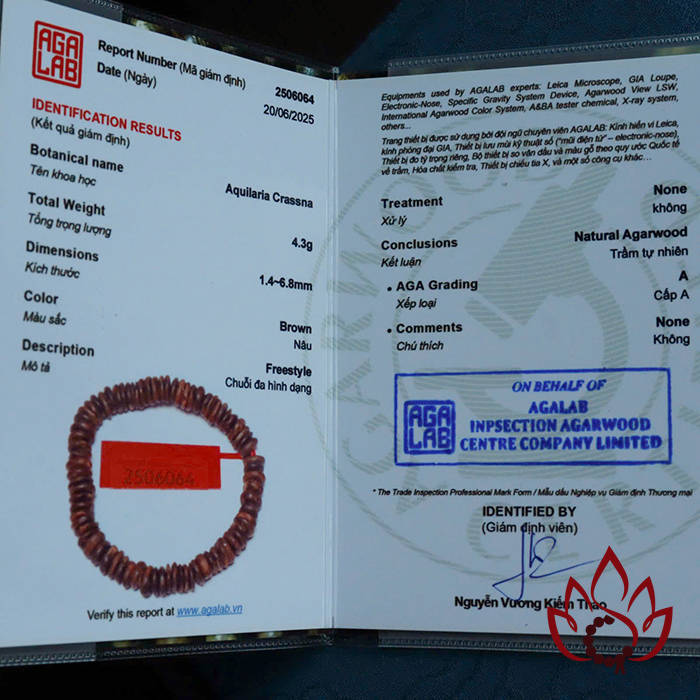 AGA
LAB
Report Number (Mã giám định) 2506064
Date (Ngày) 20/06/2025
IDENTIFICATION RESULTS
(Kết quả giám định)
Botanical name
Tên khoa học
Aquilaria Crassna
Total Weight
Tổng trọng lượng
4.3g
Dimensions
Kích thước
1.4~6.8mm
Color
Màu sắc
Brown
Nâu
Description
Mô tả
Freestyle
Chuỗi đa hình dạng
2506064
Verify this report at www.agalab.vn
Equipments used by AGALAB experts: Leica Microscope, GIA Loupe,
Electronic-Nose, Specific Gravity System Device, Agarwood View LSW,
International Agarwood Color System, A&BA tester chemical, X-ray system,
others...
Trang thiết bị được sử dụng bởi đội ngũ chuyên viên AGALAB: Kính hiển vi Leica,
kính phóng đại GIA, Thiết bị lưu mùi kỹ thuật số ("mũi điện tử" – electronic-nose),
Thiết bị đo tỷ trọng riêng, Bộ thiết bị so vân dầu và màu gỗ theo quy ước Quốc tế
về trầm, Hóa chất kiểm tra, Thiết bị chiếu tia X, và một số công cụ khác...
Treatment None
Xử lý không
Conclusions Natural Agarwood
Kết luận Trầm tự nhiên
• AGA Grading A
Xếp loại Cấp A
• Comments None
Chú thích Không
ON BEHALF OF
AGALAB
INPSECTION AGARWOOD
CENTRE COMPANY LIMITED
AGA
LAB
* The Trade Inspection Professional Mark Form / Mẫu dấu Nghiệp vụ Giám định Thương mại
IDENTIFIED BY
(Giám định viên)
Nguyễn Vương Kiếm Thảo